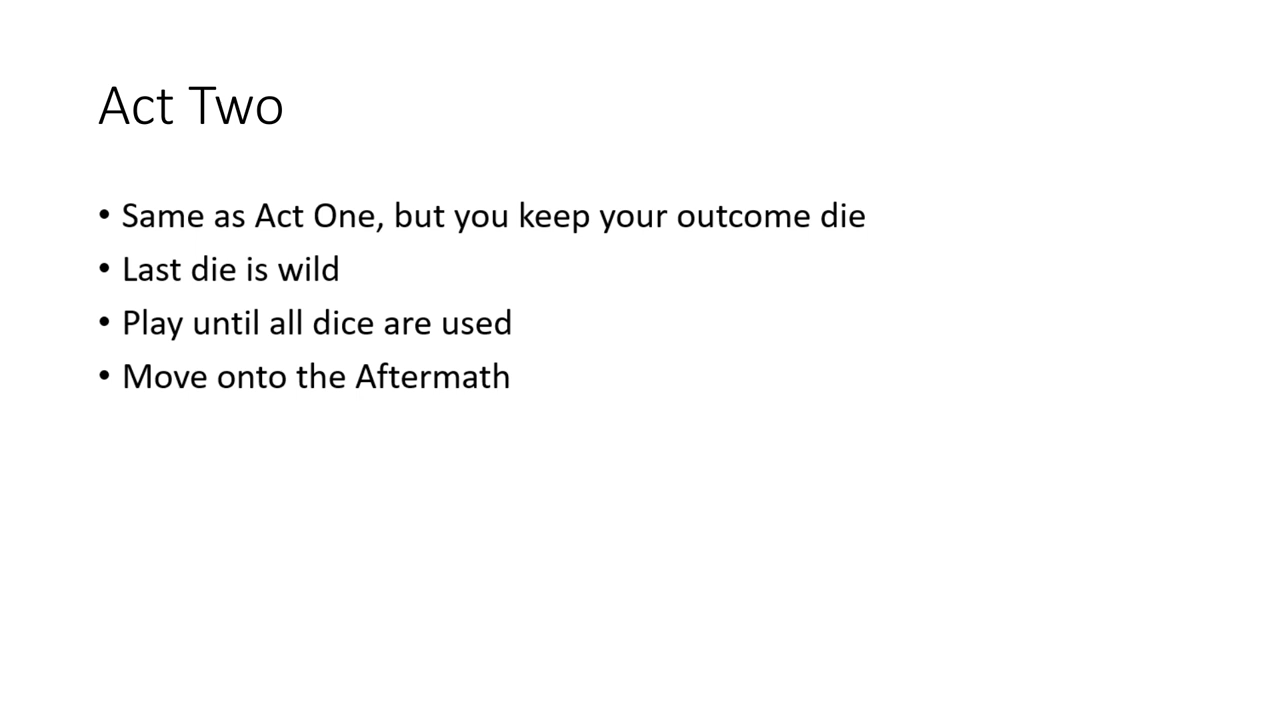 Act Two
• Same as Act One, but you keep your outcome die
• Last die is wild
• Play until all dice are used
• Move onto the Aftermath